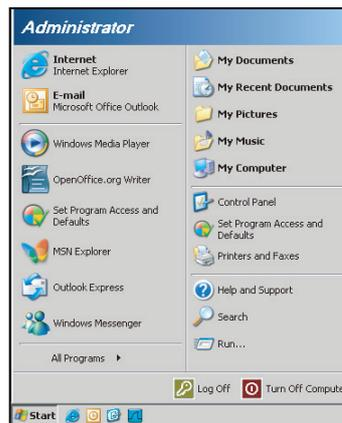 Administrator
Internet
Internet Explorer
E-mail
Microsoft Office Outlook
Windows Media Player
OpenOffice.org Writer
Set Program Access and
Defaults
MSN Explorer
Outlook Express
Windows Messenger
All Programs
My Documents
My Recent Documents
My Pictures
My Music
My Computer
Control Panel
Set Program Access and
Defaults
Printers and Faxes
Help and Support
Search
Run...
Log Off
Turn Off Compute
Start